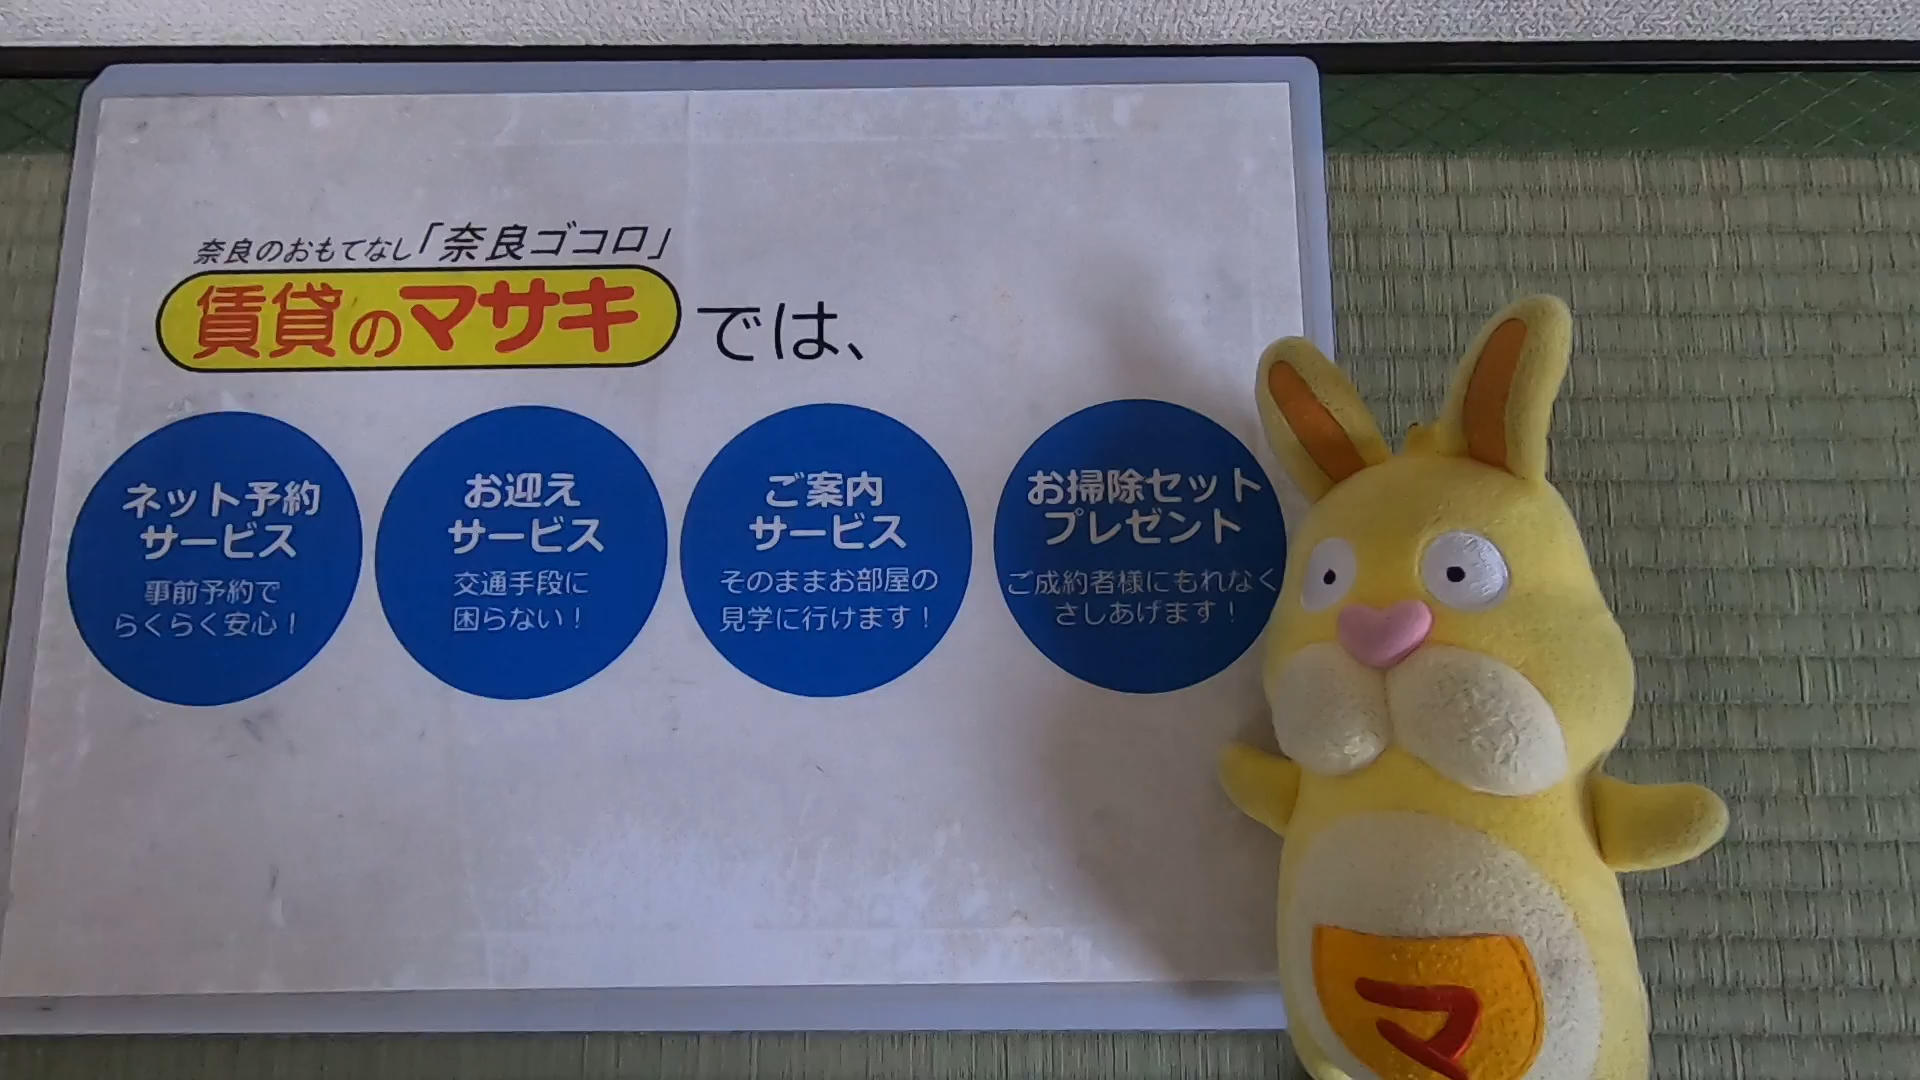 奈良のおもてなし「奈良ゴコロ」
賃貸のマサキでは、
ネット予約
サービス
事前予約で
らくらく安心！
お迎え
サービス
交通手段に
困らない！
ご案内
サービス
そのままお部屋の
見学に行けます！
お掃除セット
プレゼント
ご成約者様にもれなく
さしあげます！
マ